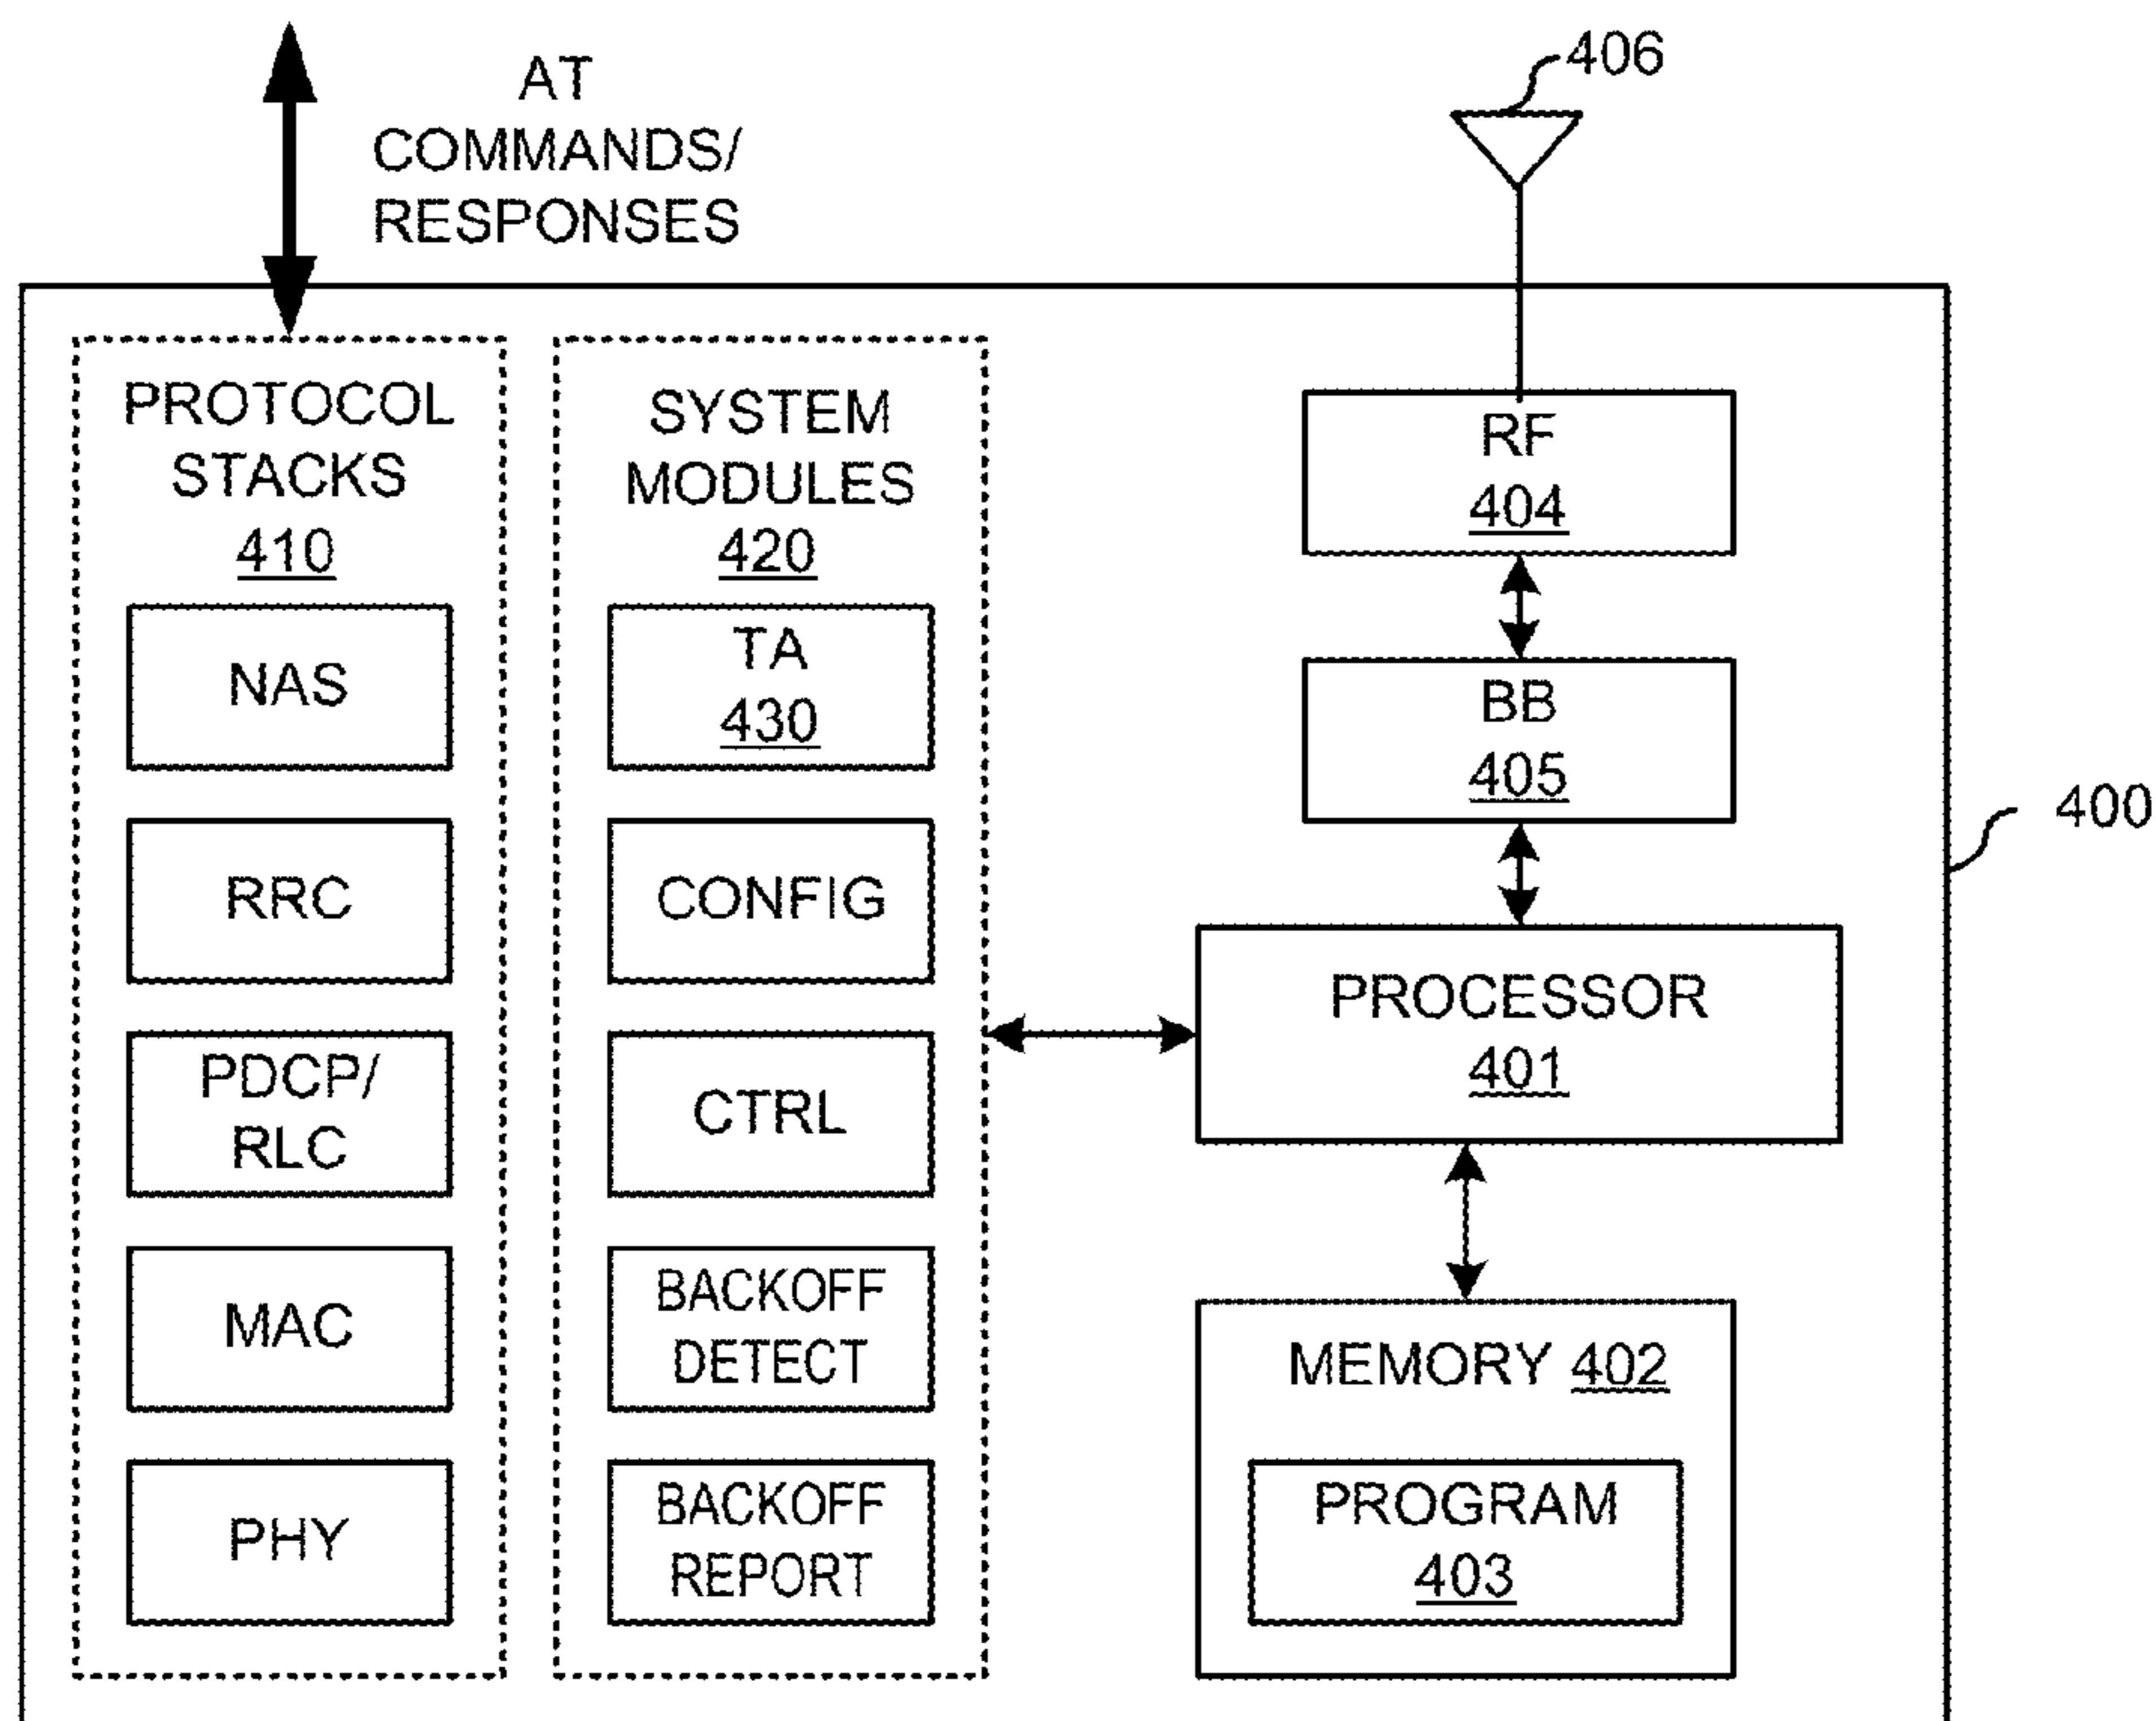 AT
COMMANDS/
RESPONSES
406
PROTOCOL
STACKS
410
NAS
RRC
PDCP/
RLC
MAC
PHY
SYSTEM
MODULES
420
TA
430
CONFIG
CTRL
BACKOFF
DETECT
BACKOFF
REPORT
RF
404
BB
405
400
PROCESSOR
401
MEMORY 402
PROGRAM
403